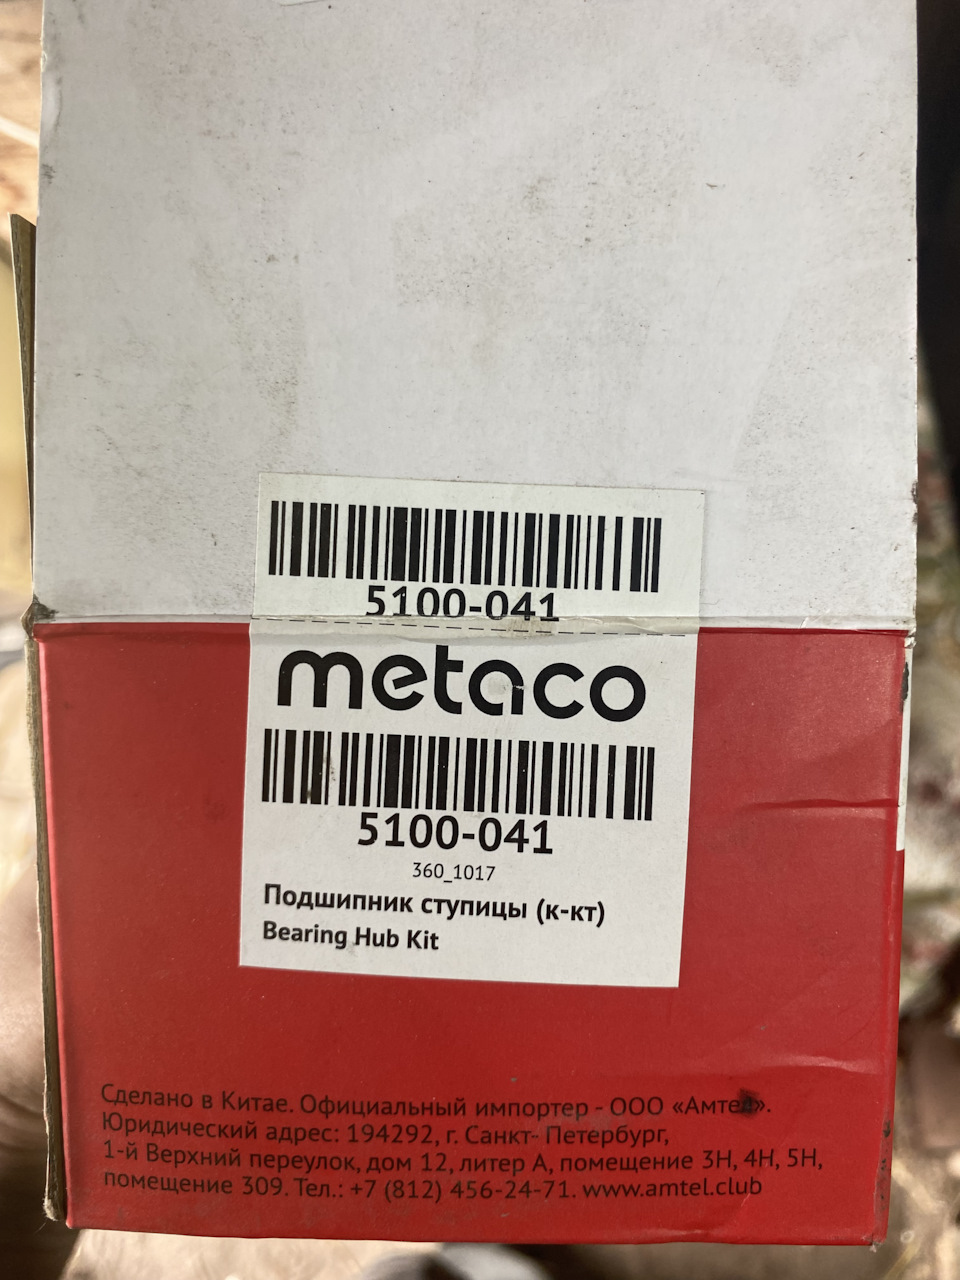 5100-041
metaco
5100-041
360_1017
Подшипник ступицы (к-кт)
Bearing Hub Kit
Сделано в Китае. Официальный импортер - ООО «Амтел».
Юридический адрес: 194292, г. Санкт- Петербург,
1-й Верхний переулок, дом 12, литер А, помещение 3Н, 4Н, 5Н,
помещение 309. Тел.: +7 (812) 456-24-71. www.amtel.club